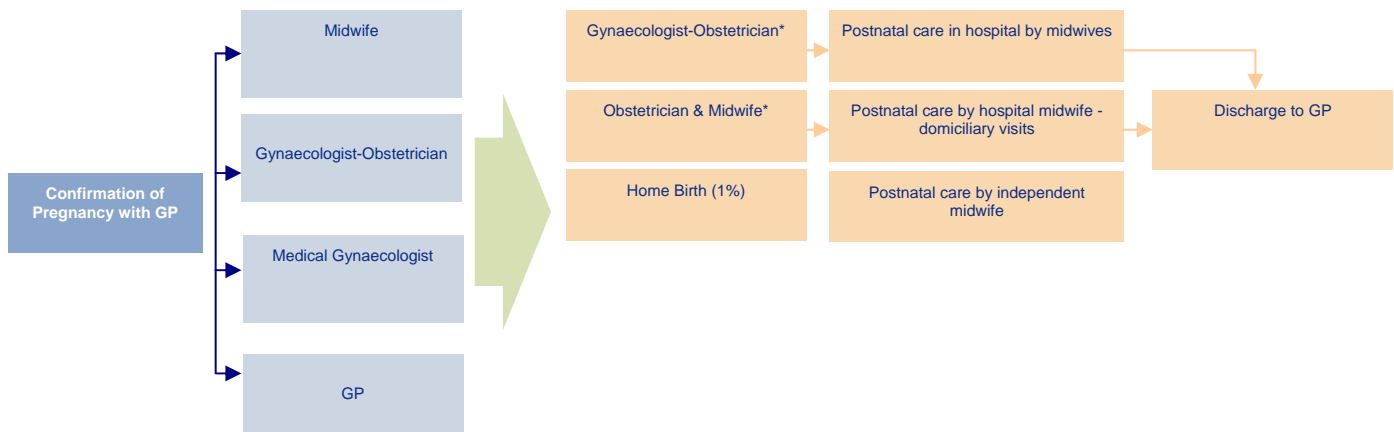 Confirmation of
Pregnancy with GP
Midwife
Gynaecologist-Obstetrician
Medical Gynaecologist
GP
Gynaecologist-Obstetrician*
Postnatal care in hospital by midwives
Obstetrician & Midwife*
Postnatal care by hospital midwife -
domiciliary visits
Discharge to GP
Home Birth (1%)
Postnatal care by independent
midwife